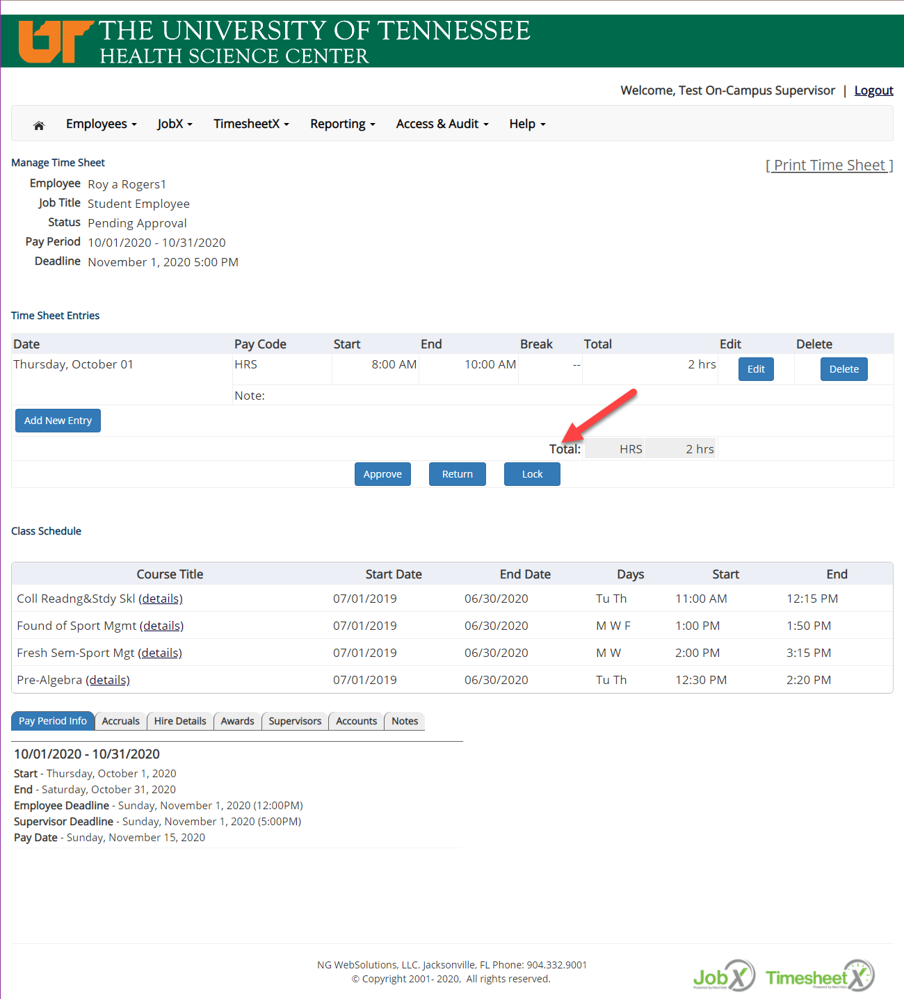 UT THE UNIVERSITY OF TENNESSEE
HEALTH SCIENCE CENTER
Welcome, Test On-Campus Supervisor | Logout
Employees JobX TimesheetX Reporting Access & Audit Help
Manage Time Sheet
[ Print Time Sheet ]
Employee Roy a Rogers1
Job Title Student Employee
Status Pending Approval
Pay Period 10/01/2020 - 10/31/2020
Deadline November 1, 2020 5:00 PM
Time Sheet Entries
Date Pay Code Start End Break Total Edit Delete
Thursday, October 01 HRS 8:00 AM 10:00 AM -- 2 hrs Edit Delete
Note:
Add New Entry
Total: HRS 2 hrs
Approve Return Lock
Class Schedule
Course Title Start Date End Date Days Start End
Coll Readng&Stdy Skl (details) 07/01/2019 06/30/2020 Tu Th 11:00 AM 12:15 PM
Found of Sport Mgmt (details) 07/01/2019 06/30/2020 M W F 1:00 PM 1:50 PM
Fresh Sem-Sport Mgt (details) 07/01/2019 06/30/2020 M W 2:00 PM 3:15 PM
Pre-Algebra (details) 07/01/2019 06/30/2020 Tu Th 12:30 PM 2:20 PM
Pay Period Info Accruals Hire Details Awards Supervisors Accounts Notes
10/01/2020 - 10/31/2020
Start - Thursday, October 1, 2020
End - Saturday, October 31, 2020
Employee Deadline - Sunday, November 1, 2020 (12:00PM)
Supervisor Deadline - Sunday, November 1, 2020 (5:00PM)
Pay Date - Sunday, November 15, 2020
NG WebSolutions, LLC. Jacksonville, FL Phone: 904.332.9001
© Copyright 2001- 2020, All rights reserved.
JobX TimesheetX
Powered by Next Gen Powered by Next Gen